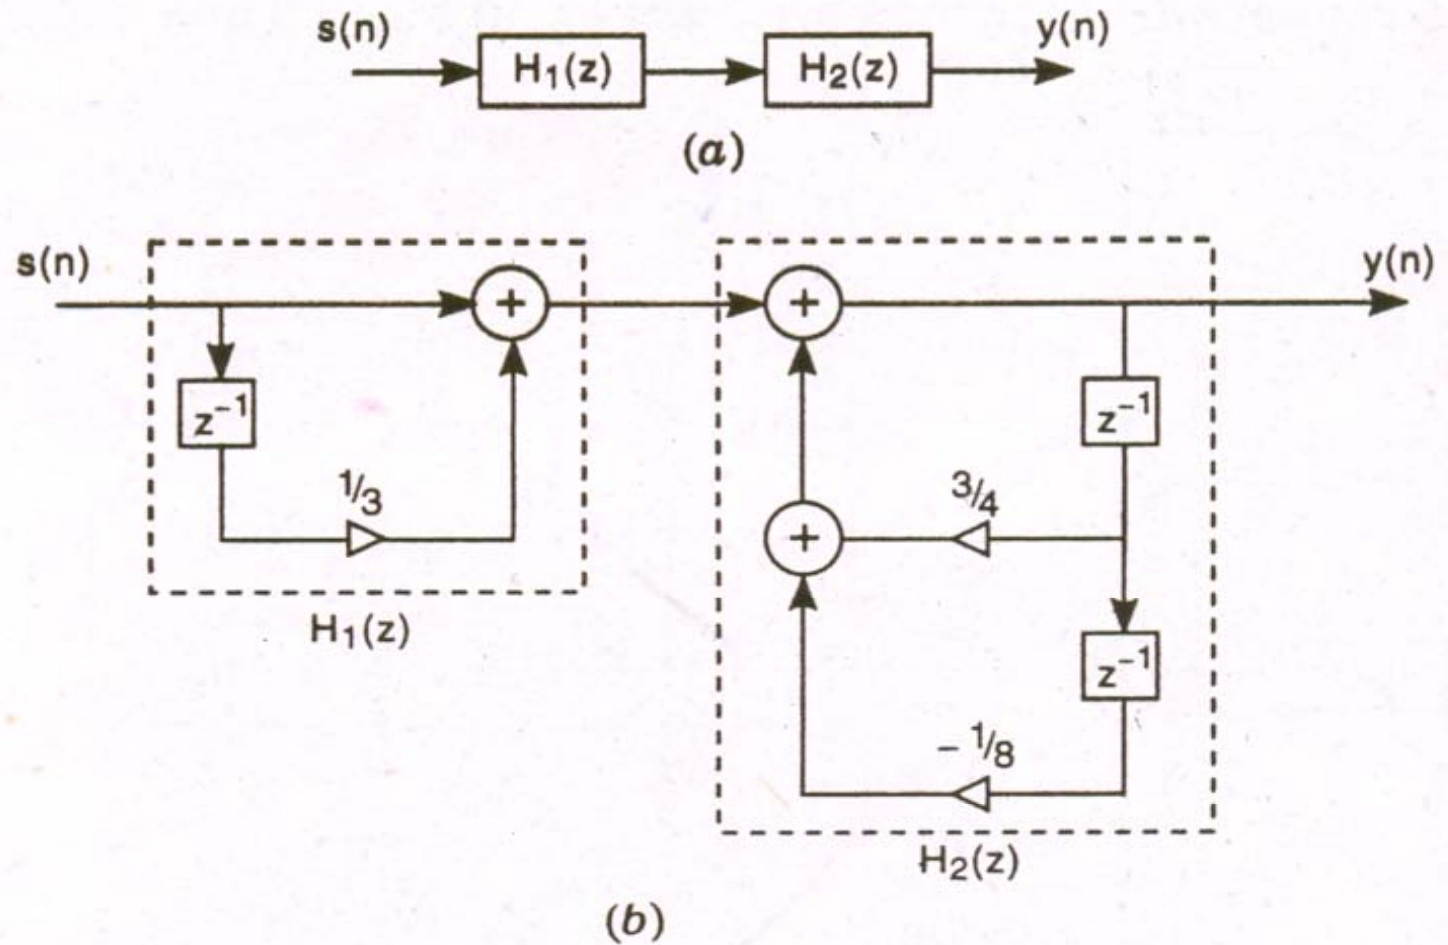 s(n)
H₁(z)
H₂(z)
y(n)
(a)
s(n)
+
+
y(n)
z⁻¹
z⁻¹
1/3
+
3/4
H₁(z)
z⁻¹
– 1/8
H₂(z)
(b)